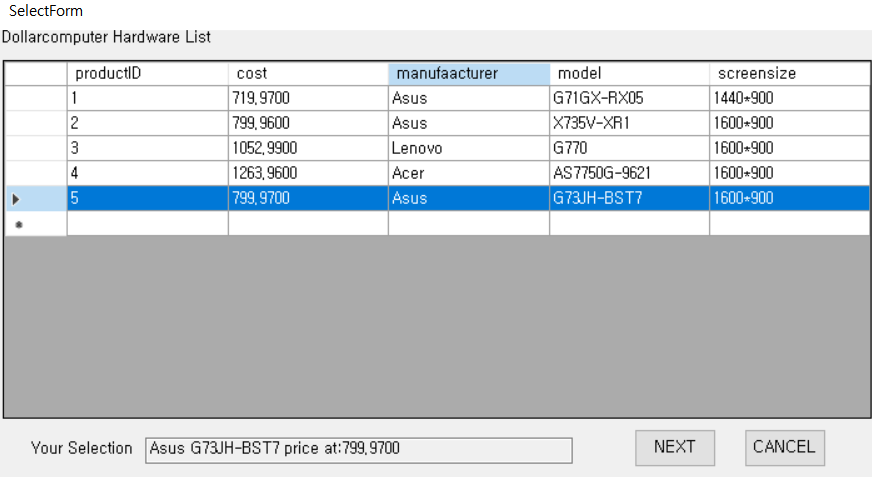 SelectForm
Dollarcomputer Hardware List
productID cost manufaacturer model screensize
1 719,9700 Asus G71GX-RX05 1440*900
2 799,9600 Asus X735V-XR1 1600*900
3 1052,9900 Lenovo G770 1600*900
4 1263,9600 Acer AS7750G-9621 1600*900
5 799,9700 Asus G73JH-BST7 1600*900
Your Selection Asus G73JH-BST7 price at:799,9700 NEXT CANCEL